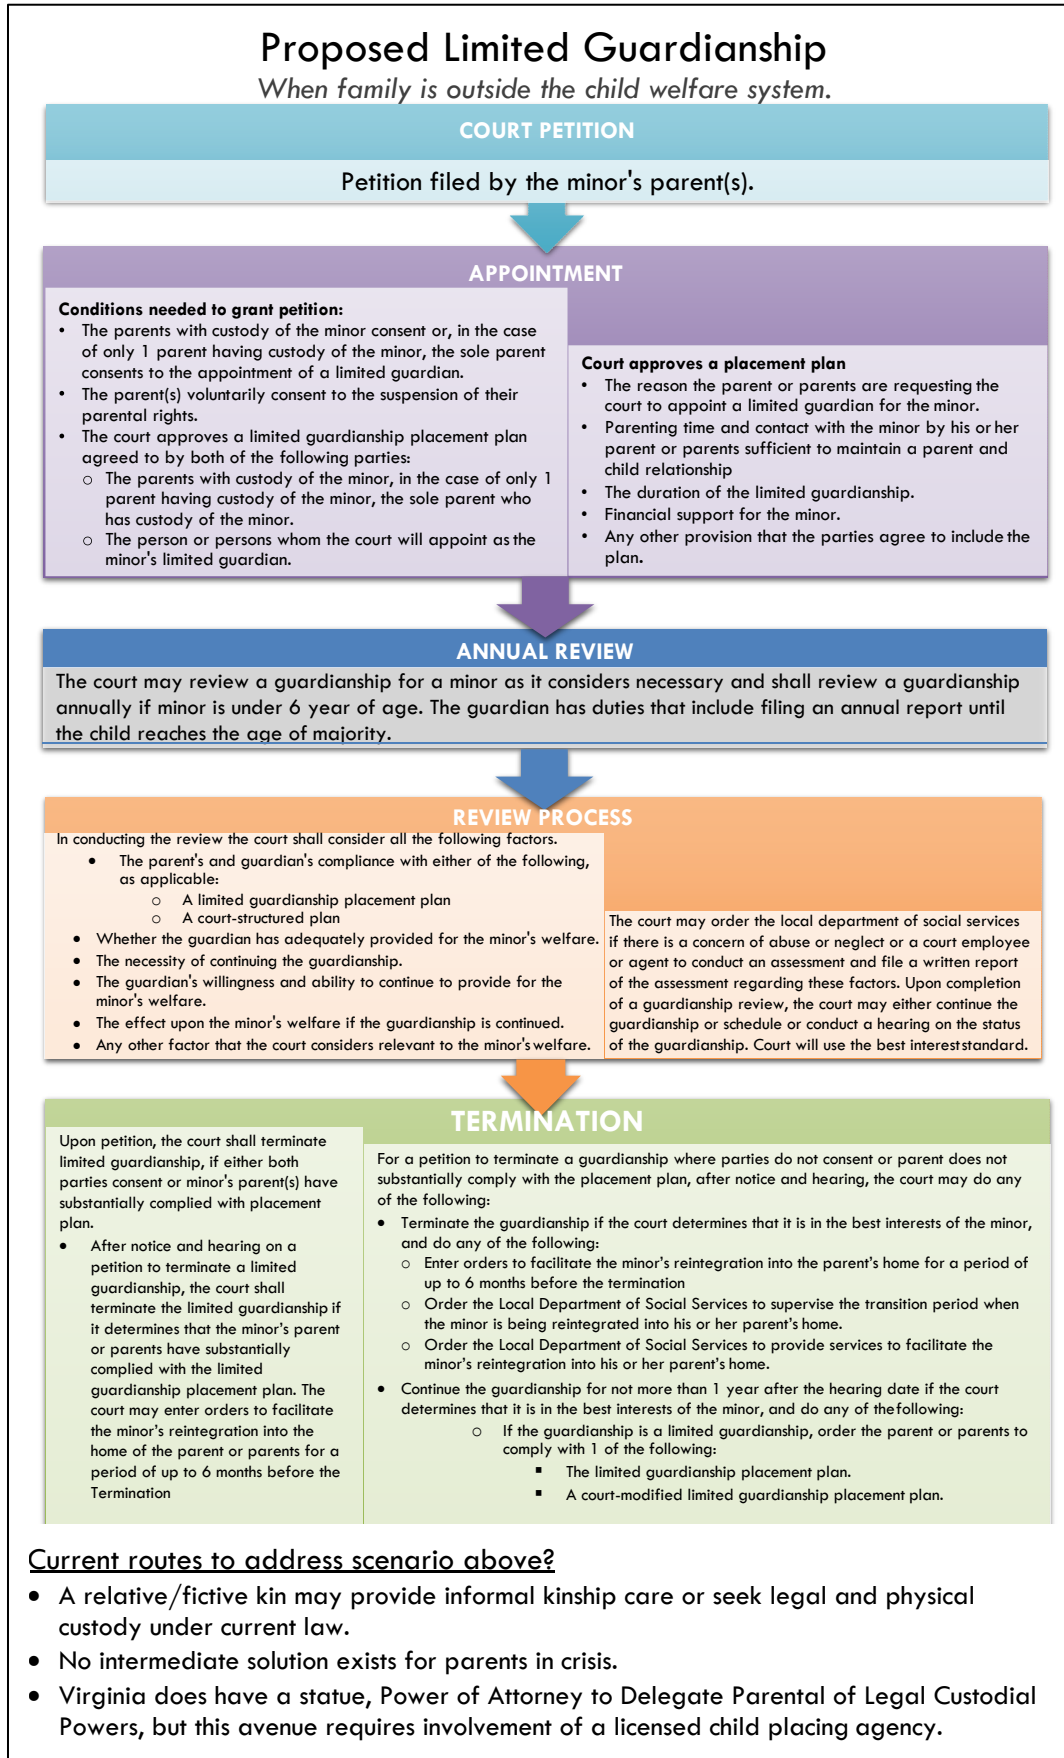 Proposed Limited Guardianship
When family is outside the child welfare system.
COURT PETITION
Petition filed by the minor's parent(s).
APPOINTMENT
Conditions needed to grant petition:
• The parents with custody of the minor consent or, in the case
of only 1 parent having custody of the minor, the sole parent
consents to the appointment of a limited guardian.
• The parent(s) voluntarily consent to the suspension of their
parental rights.
• The court approves a limited guardianship placement plan
agreed to by both of the following parties:
o The parents with custody of the minor, in the case of only 1
parent having custody of the minor, the sole parent who
has custody of the minor.
o The person or persons whom the court will appoint as the
minor's limited guardian.
Court approves a placement plan
• The reason the parent or parents are requesting the
court to appoint a limited guardian for the minor.
• Parenting time and contact with the minor by his or her
parent or parents sufficient to maintain a parent and
child relationship
• The duration of the limited guardianship.
• Financial support for the minor.
• Any other provision that the parties agree to include the
plan.
ANNUAL REVIEW
The court may review a guardianship for a minor as it considers necessary and shall review a guardianship
annually if minor is under 6 year of age. The guardian has duties that include filing an annual report until
the child reaches the age of majority.
REVIEW PROCESS
In conducting the review the court shall consider all the following factors.
• The parent's and guardian's compliance with either of the following,
as applicable:
o A limited guardianship placement plan
o A court-structured plan
• Whether the guardian has adequately provided for the minor's welfare.
• The necessity of continuing the guardianship.
• The guardian's willingness and ability to continue to provide for the
minor's welfare.
• The effect upon the minor's welfare if the guardianship is continued.
• Any other factor that the court considers relevant to the minor's welfare.
The court may order the local department of social services
if there is a concern of abuse or neglect or a court employee
or agent to conduct an assessment and file a written report
of the assessment regarding these factors. Upon completion
of a guardianship review, the court may either continue the
guardianship or schedule or conduct a hearing on the status
of the guardianship. Court will use the best interest standard.
TERMINATION
Upon petition, the court shall terminate
limited guardianship, if either both
parties consent or minor's parent(s) have
substantially complied with placement
plan.
• After notice and hearing on a
petition to terminate a limited
guardianship, the court shall
terminate the limited guardianship if
it determines that the minor's parent
or parents have substantially
complied with the limited
guardianship placement plan. The
court may enter orders to facilitate
the minor's reintegration into the
home of the parent or parents for a
period of up to 6 months before the
Termination
For a petition to terminate a guardianship where parties do not consent or parent does not
substantially comply with the placement plan, after notice and hearing, the court may do any
of the following:
• Terminate the guardianship if the court determines that it is in the best interests of the minor,
and do any of the following:
o Enter orders to facilitate the minor's reintegration into the parent's home for a period of
up to 6 months before the termination
o Order the Local Department of Social Services to supervise the transition period when
the minor is being reintegrated into his or her parent's home.
o Order the Local Department of Social Services to provide services to facilitate the
minor's reintegration into his or her parent's home.
• Continue the guardianship for not more than 1 year after the hearing date if the court
determines that it is in the best interests of the minor, and do any of the following:
o If the guardianship is a limited guardianship, order the parent or parents to
comply with 1 of the following:
▪ The limited guardianship placement plan.
▪ A court-modified limited guardianship placement plan.
Current routes to address scenario above?
• A relative/fictive kin may provide informal kinship care or seek legal and physical
custody under current law.
• No intermediate solution exists for parents in crisis.
• Virginia does have a statue, Power of Attorney to Delegate Parental of Legal Custodial
Powers, but this avenue requires involvement of a licensed child placing agency.